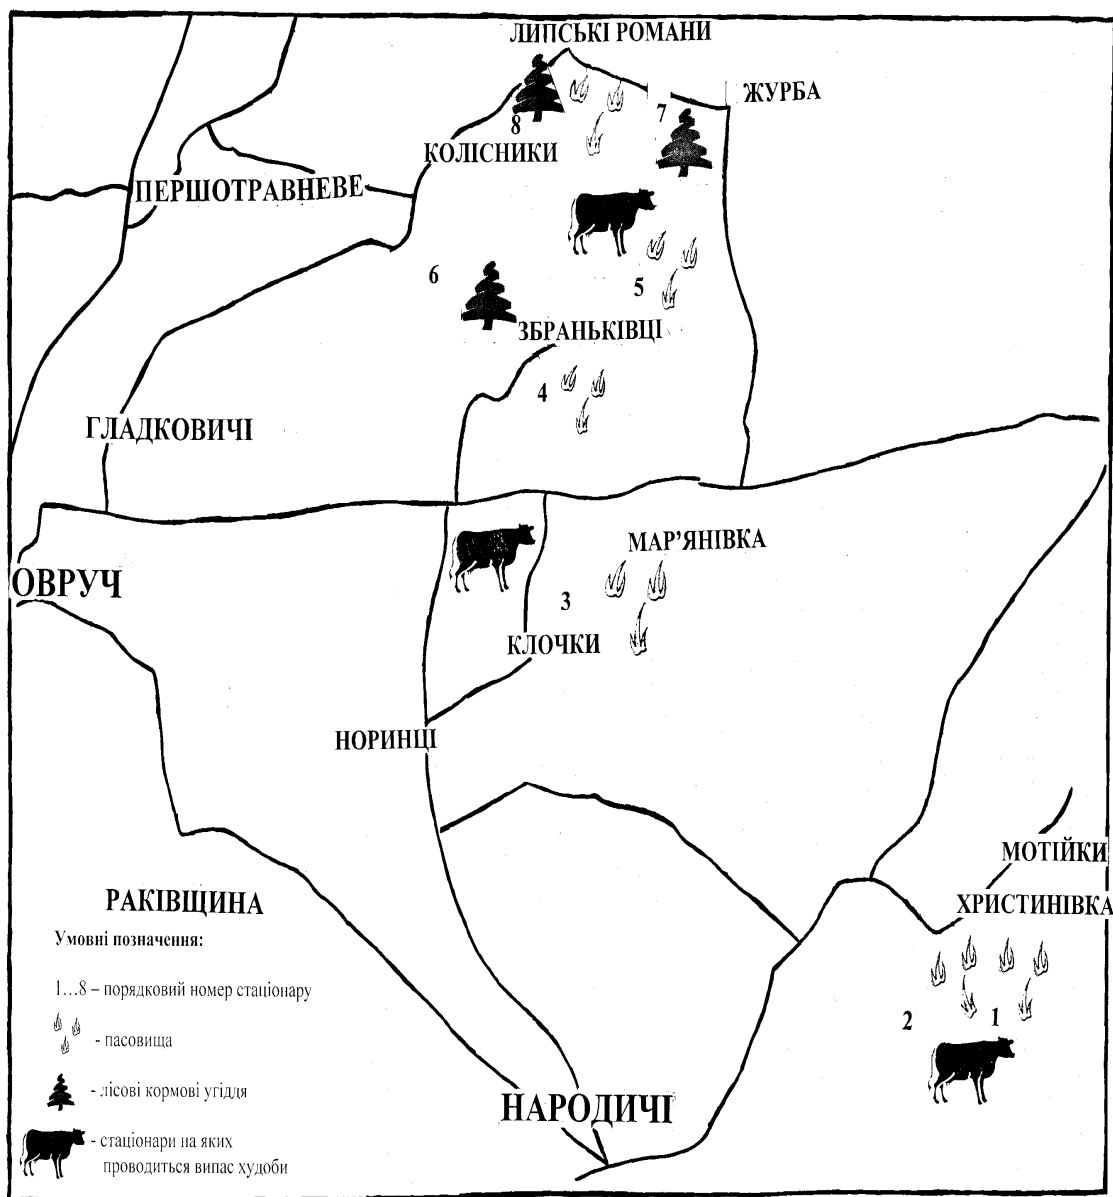 ЛИПСЬКІ РОМАНИ
ЖУРБА
7
8
КОЛІСНИКИ
ПЕРШОТРАВНЕВЕ
6
5
ЗБРАНЬКІВЦІ
4
ГЛАДКОВИЧІ
МАР’ЯНІВКА
ОВРУЧ
3
КЛОЧКИ
НОРИНЦІ
МОТІЙКИ
РАКІВЩИНА
ХРИСТИНІВКА
Умовні позначення:
1...8 – порядковий номер стаціонару
2
1
- пасовища
- лісові кормові угіддя
НАРОДИЧІ
- стаціонари на яких
проводиться випас худоби